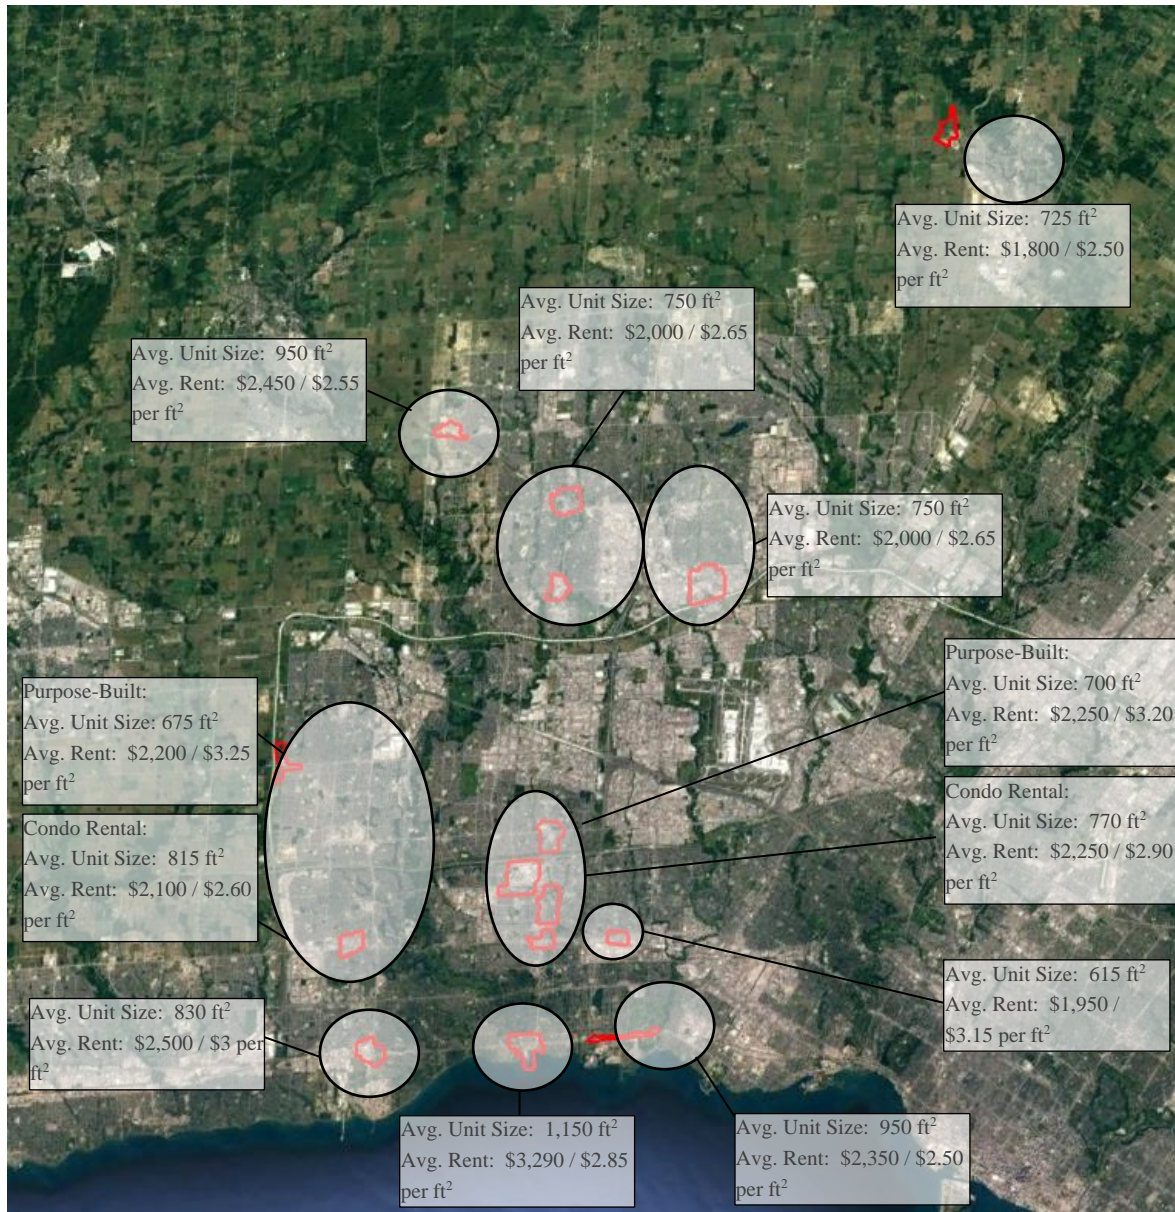 Avg. Unit Size: 725 ft²
Avg. Rent: $1,800 / $2.50
per ft²
Avg. Unit Size: 750 ft²
Avg. Rent: $2,000 / $2.65
per ft²
Avg. Unit Size: 950 ft²
Avg. Rent: $2,450 / $2.55
per ft²
Avg. Unit Size: 750 ft²
Avg. Rent: $2,000 / $2.65
per ft²
Purpose-Built:
Avg. Unit Size: 700 ft²
Avg. Rent: $2,250 / $3.20
per ft²
Purpose-Built:
Avg. Unit Size: 675 ft²
Avg. Rent: $2,200 / $3.25
per ft²
Condo Rental:
Avg. Unit Size: 770 ft²
Avg. Rent: $2,250 / $2.90
per ft²
Condo Rental:
Avg. Unit Size: 815 ft²
Avg. Rent: $2,100 / $2.60
per ft²
Avg. Unit Size: 615 ft²
Avg. Rent: $1,950 /
$3.15 per ft²
Avg. Unit Size: 830 ft²
Avg. Rent: $2,500 / $3 per
ft²
Avg. Unit Size: 1,150 ft²
Avg. Rent: $3,290 / $2.85
per ft²
Avg. Unit Size: 950 ft²
Avg. Rent: $2,350 / $2.50
per ft²